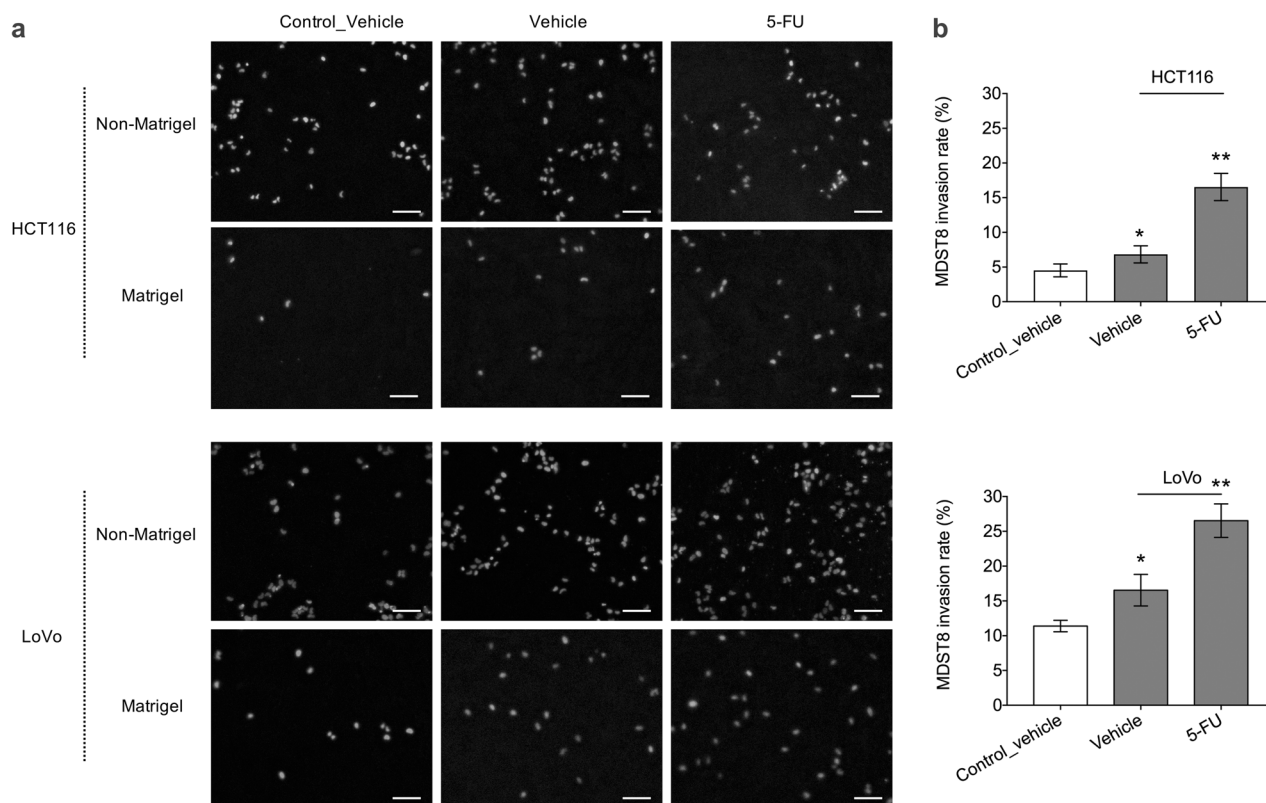 a
Control_Vehicle
Vehicle
5-FU
HCT116
Non-Matrigel
Matrigel
LoVo
Non-Matrigel
Matrigel
b
HCT116
MDST8 invasion rate (%)
30
25
20
15
10
5
0
*
**
Control_vehicle
Vehicle
5-FU
LoVo
MDST8 invasion rate (%)
30
25
20
15
10
5
0
*
**
Control_vehicle
Vehicle
5-FU